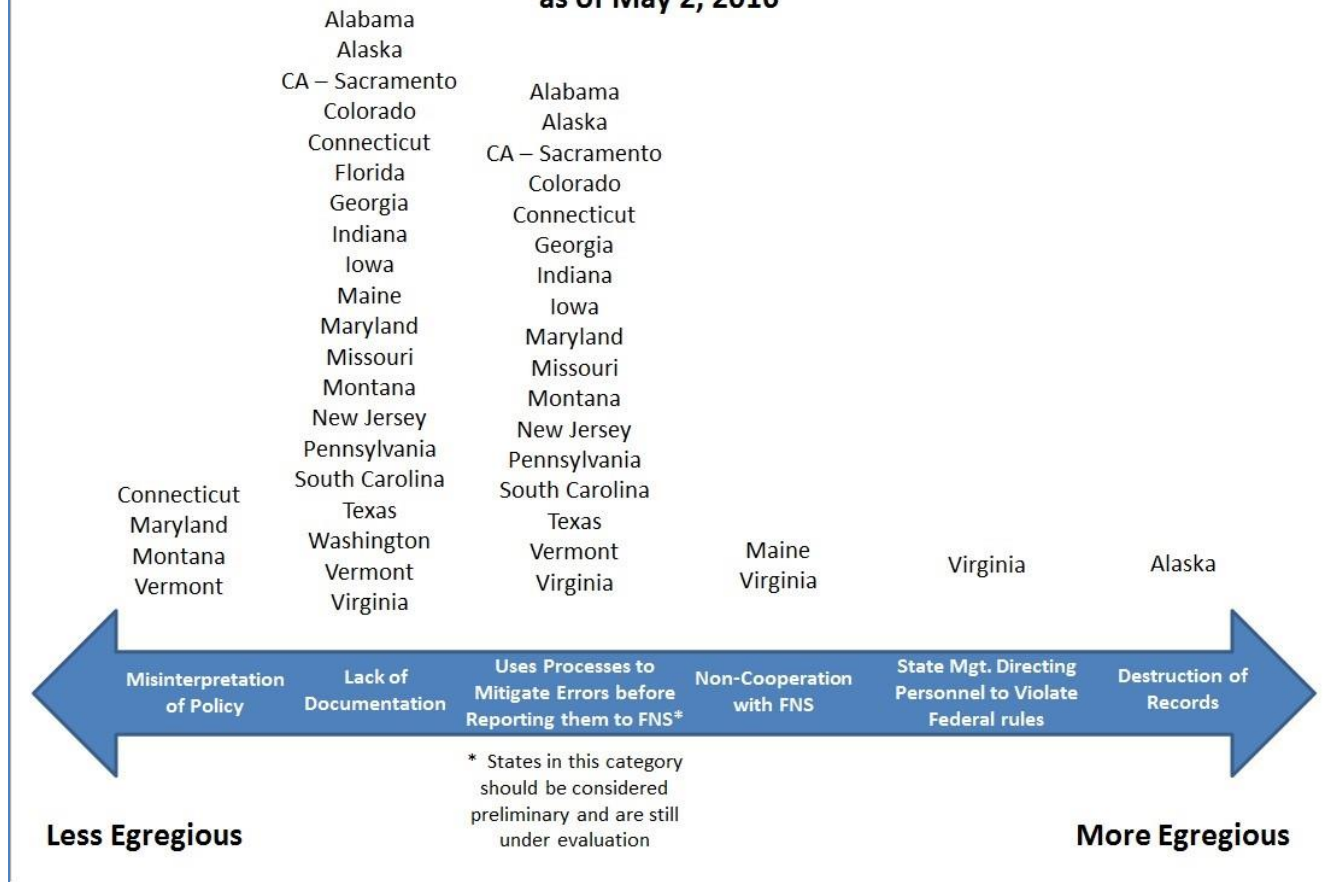 as of May 2, 2016
Connecticut
Maryland
Montana
Vermont
Alabama
Alaska
CA – Sacramento
Colorado
Connecticut
Florida
Georgia
Indiana
Iowa
Maine
Maryland
Missouri
Montana
New Jersey
Pennsylvania
South Carolina
Texas
Washington
Vermont
Virginia
Alabama
Alaska
CA – Sacramento
Colorado
Connecticut
Georgia
Indiana
Iowa
Maryland
Missouri
Montana
New Jersey
Pennsylvania
South Carolina
Texas
Vermont
Virginia
Maine
Virginia
Virginia
Alaska
Misinterpretation
of Policy
Lack of
Documentation
Uses Processes to
Mitigate Errors before
Reporting them to FNS*
Non-Cooperation
with FNS
State Mgt. Directing
Personnel to Violate
Federal rules
Destruction of
Records
* States in this category
should be considered
preliminary and are still
under evaluation
Less Egregious
More Egregious